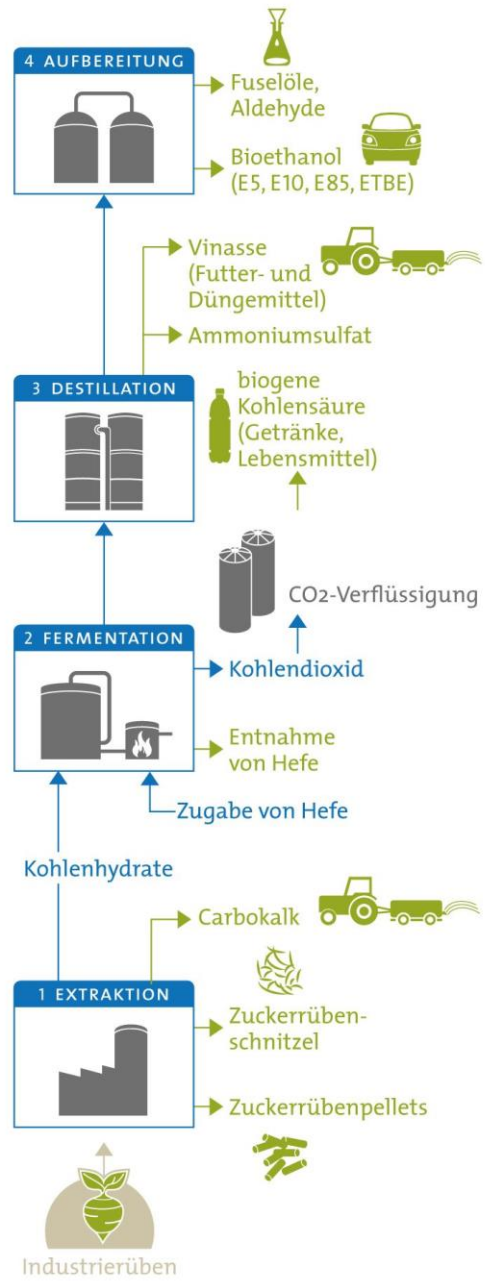 4 AUFBEREITUNG
Fuselöle,
Aldehyde
Bioethanol
(E5, E10, E85, ETBE)
Vinasse
(Futter- und
Düngemittel)
Ammoniumsulfat
3 DESTILLATION
biogene
Kohlensäure
(Getränke,
Lebensmittel)
CO2-Verflüssigung
2 FERMENTATION
Kohlendioxid
Entnahme
von Hefe
Zugabe von Hefe
Kohlenhydrate
Carbokalk
1 EXTRAKTION
Zuckerrüben-
schnitzel
Zuckerrübenpellets
Industrierüben